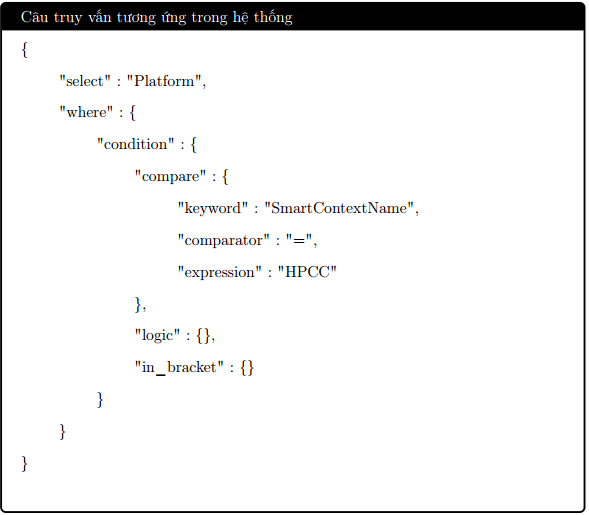 Câu truy vấn tương ứng trong hệ thống
{
"select" : "Platform",
"where" : {
"condition" : {
"compare" : {
"keyword" : "SmartContextName",
"comparator" : "=",
"expression" : "HPCC"
},
"logic" : {},
"in_bracket" : {}
}
}
}